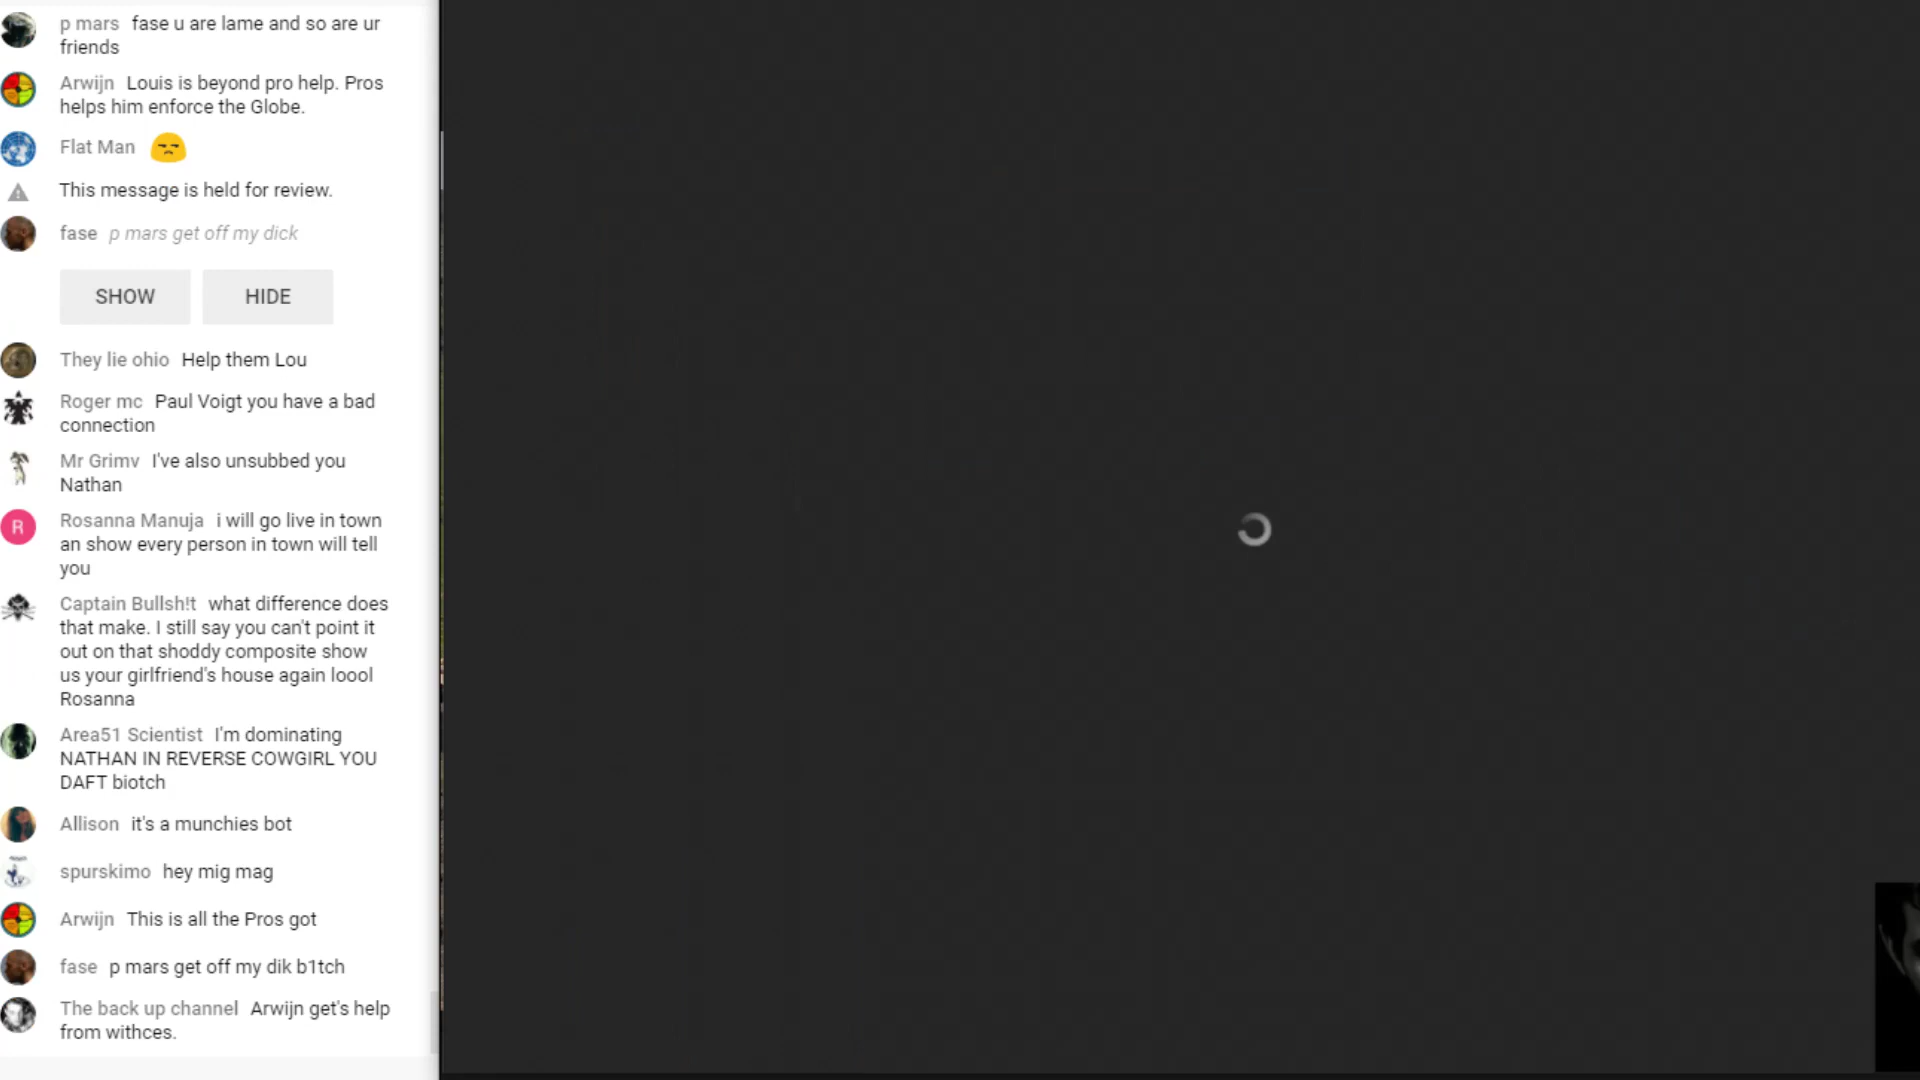 p mars fase u are lame and so are ur
friends
Arwijn Louis is beyond pro help. Pros
helps him enforce the Globe.
Flat Man
This message is held for review.
fase p mars get off my dick
SHOW HIDE
They lie ohio Help them Lou
Roger mc Paul Voigt you have a bad
connection
Mr Grimv I've also unsubbed you
Nathan
R Rosanna Manuja i will go live in town
an show every person in town will tell
you
Captain Bullsh!t what difference does
that make. I still say you can't point it
out on that shoddy composite show
us your girlfriend's house again loool
Rosanna
Area51 Scientist I'm dominating
NATHAN IN REVERSE COWGIRL YOU
DAFT biotch
Allison it's a munchies bot
spurskimo hey mig mag
Arwijn This is all the Pros got
fase p mars get off my dik b1tch
The back up channel Arwijn get's help
from withces.